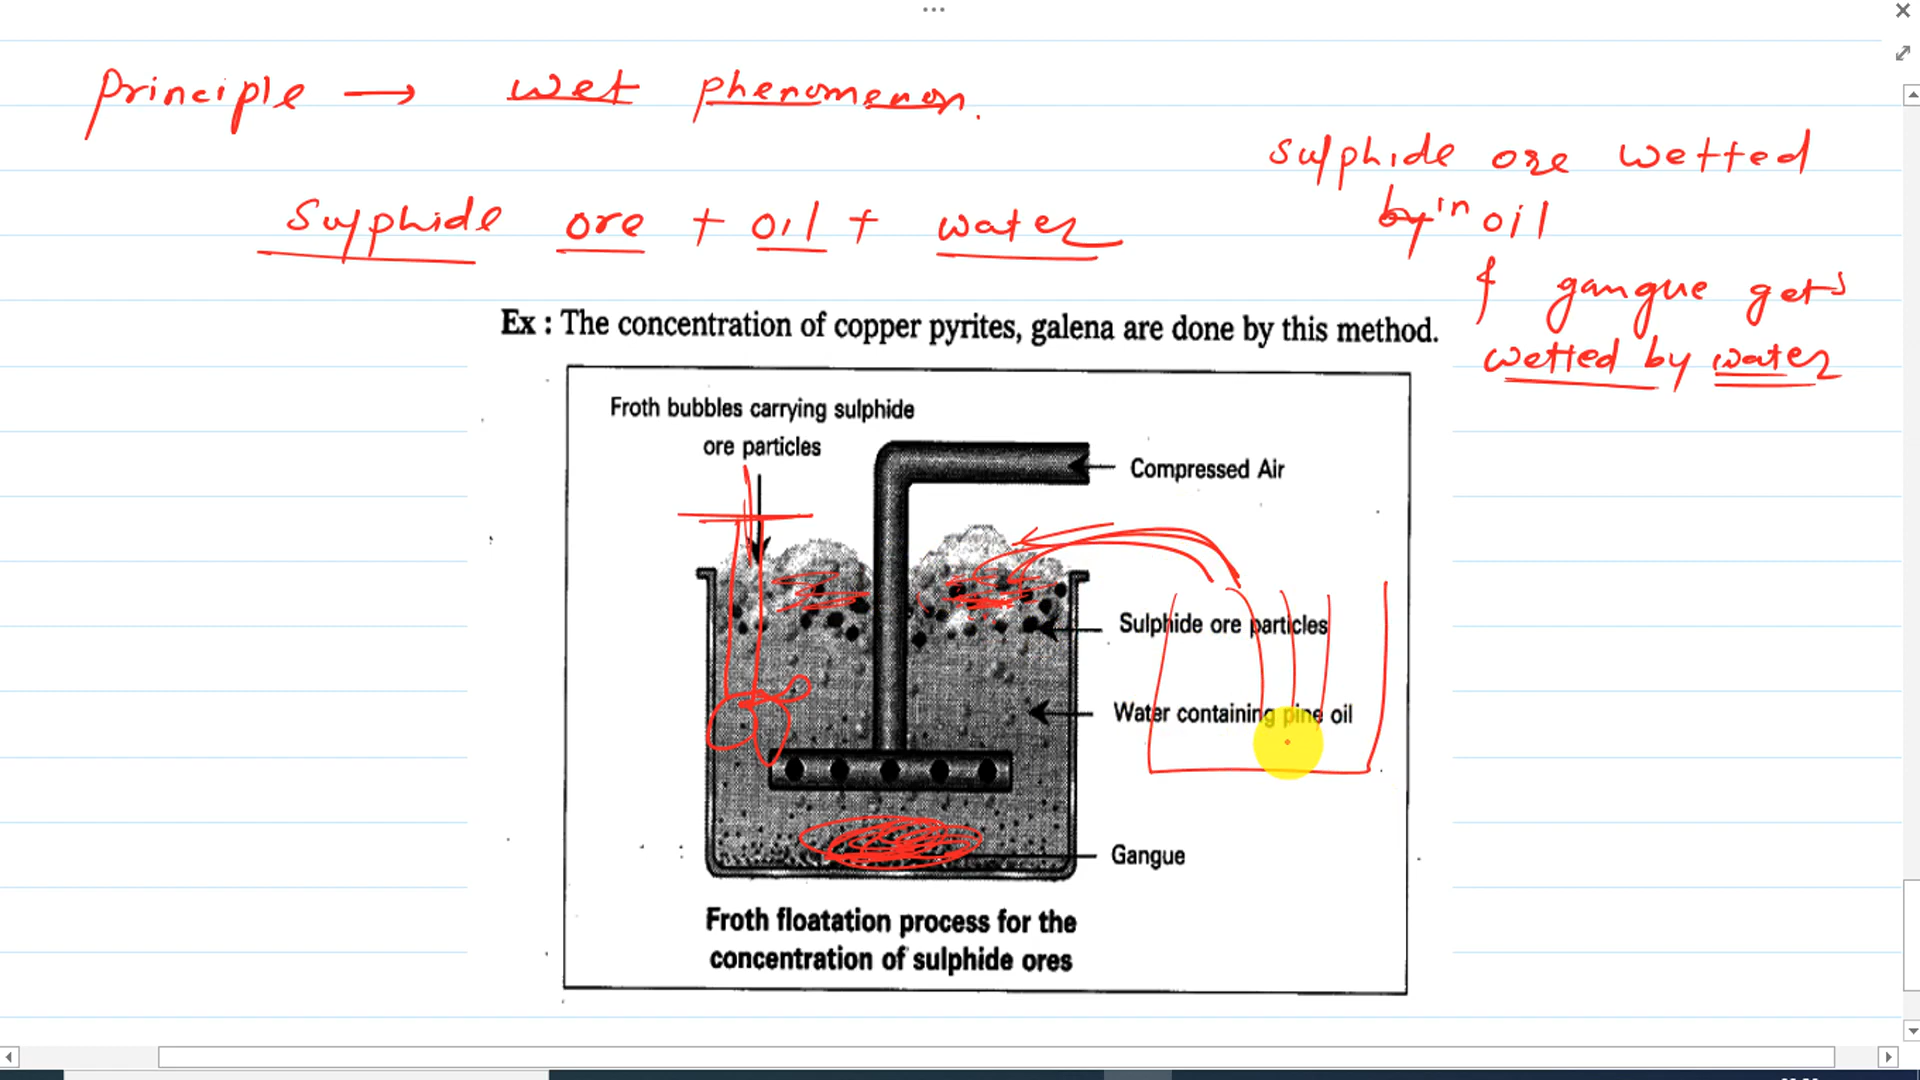 Principle → wet phenomenon.
Sulphide ore wetted
by in oil
& gangue gets
wetted by water
Sulphide ore + oil + water
Ex : The concentration of copper pyrites, galena are done by this method.
Froth bubbles carrying sulphide
ore particles
Compressed Air
Sulphide ore particles
Water containing pine oil
Gangue
Froth floatation process for the
concentration of sulphide ores